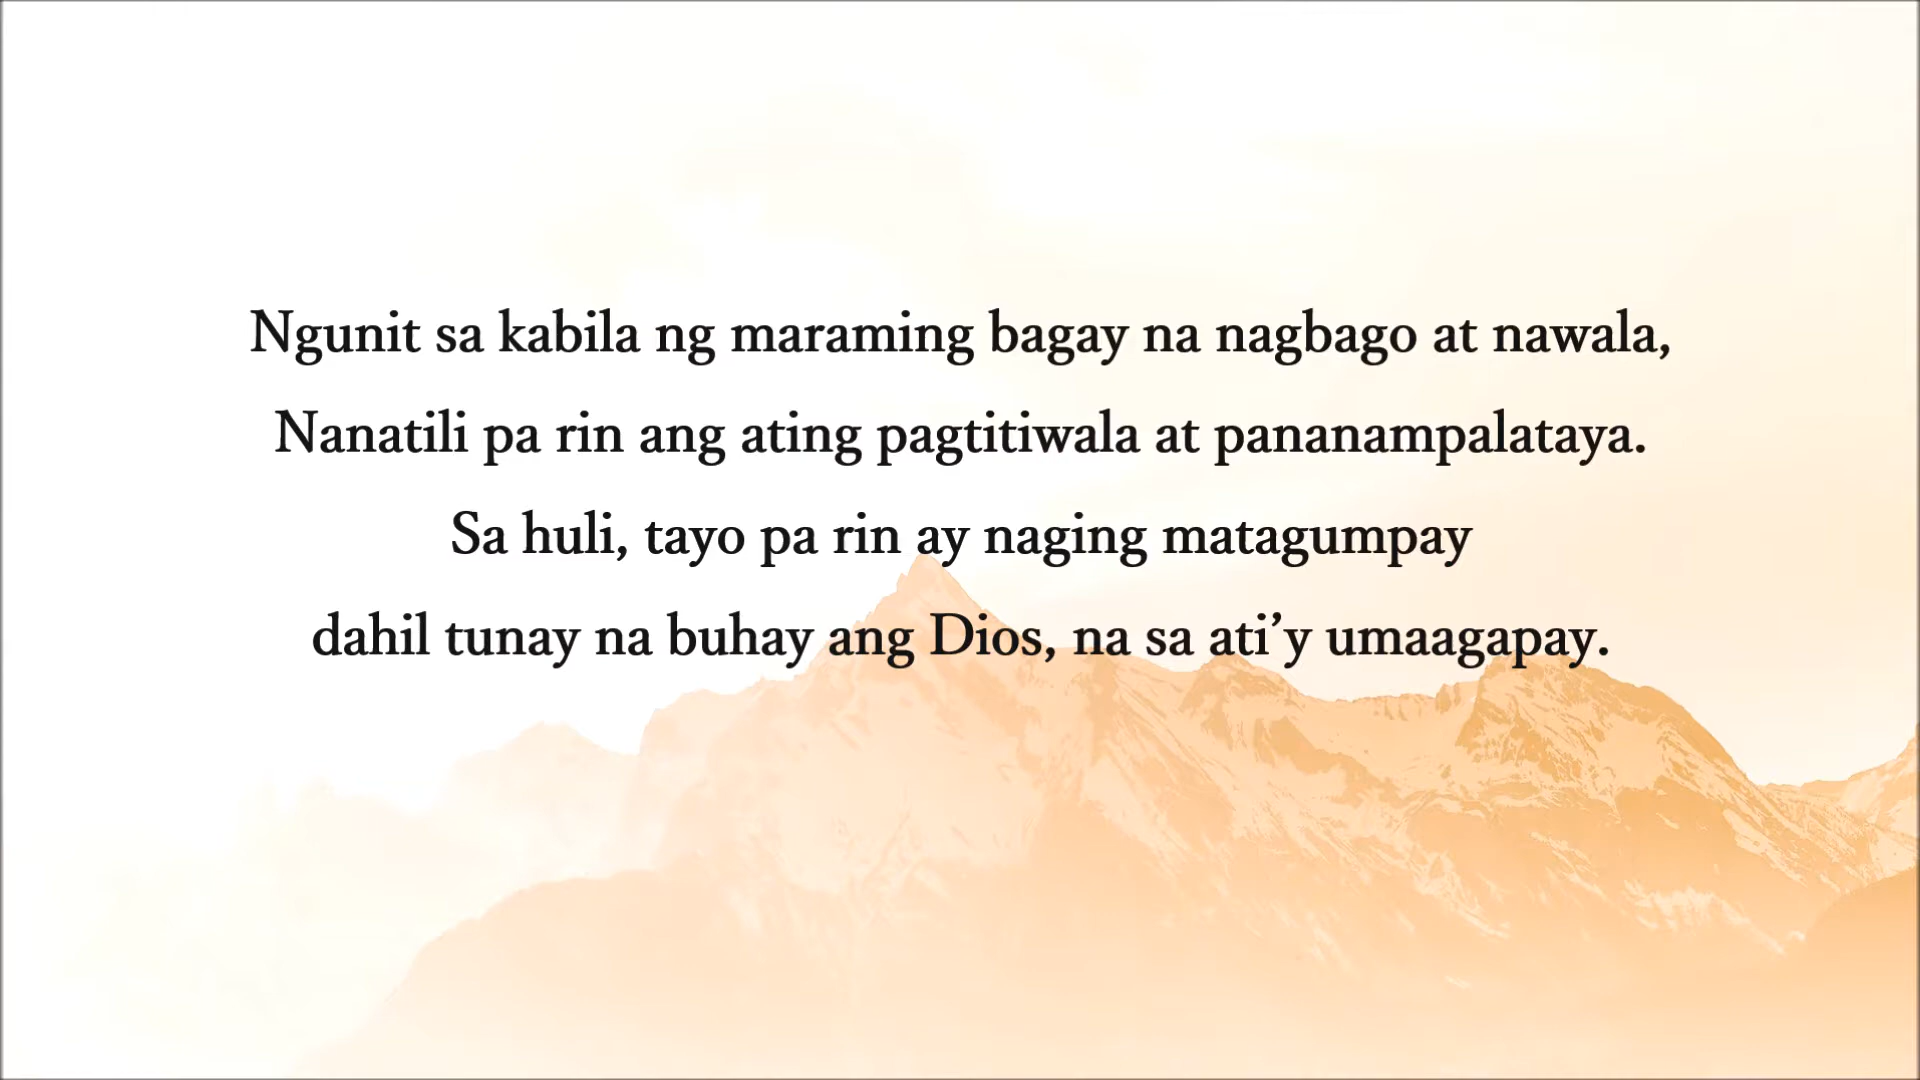 Ngunit sa kabila ng maraming bagay na nagbago at nawala,
Nanatili pa rin ang ating pagtitiwala at pananampalataya.
Sa huli, tayo pa rin ay naging matagumpay
dahil tunay na buhay ang Dios, na sa ati’y umaagapay.